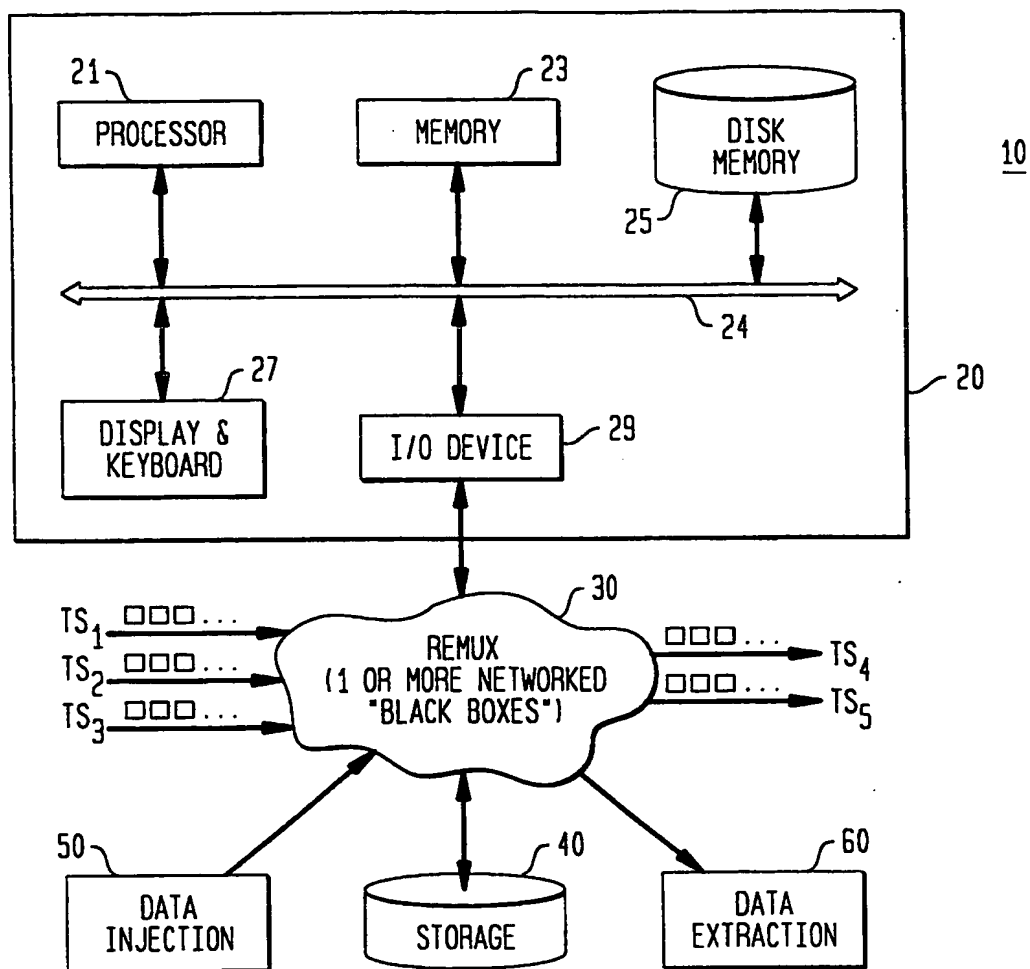 21
PROCESSOR
23
MEMORY
DISK
MEMORY
25
10
24
27
DISPLAY &
KEYBOARD
I/O DEVICE
29
20
30
REMUX
(1 OR MORE NETWORKED
"BLACK BOXES")
TS1 ...
TS2 ...
TS3 ...
... TS4
... TS5
50
DATA
INJECTION
40
STORAGE
60
DATA
EXTRACTION